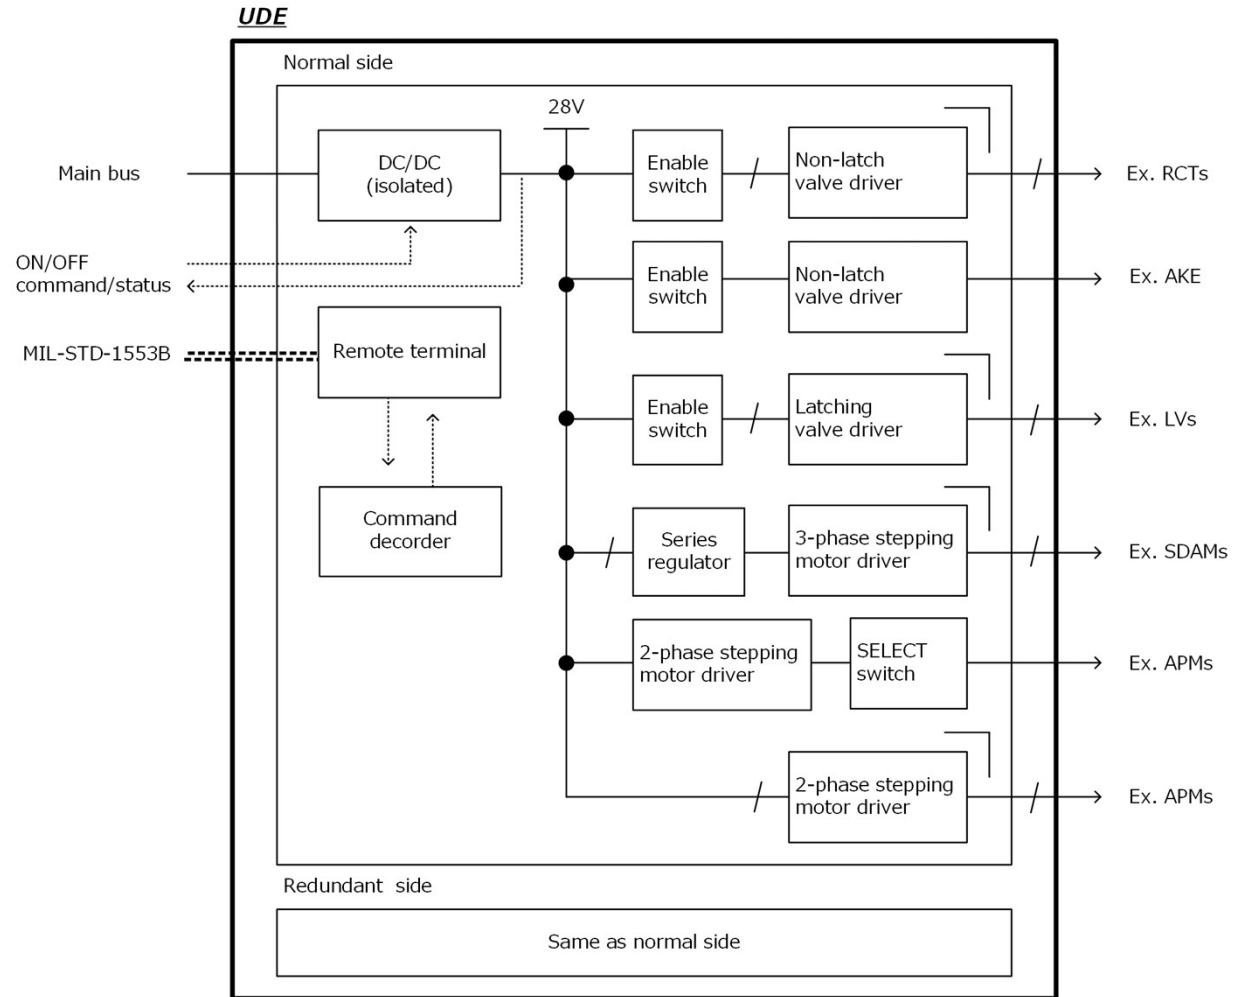 UDE
Normal side
28V
Main bus
DC/DC
(isolated)
Enable
switch
Non-latch
valve driver
Ex. RCTs
ON/OFF
command/status
Enable
switch
Non-latch
valve driver
Ex. AKE
MIL-STD-1553B
Remote terminal
Enable
switch
Latching
valve driver
Ex. LVs
Command
decorder
Series
regulator
3-phase stepping
motor driver
Ex. SDAMs
2-phase stepping
motor driver
SELECT
switch
Ex. APMs
2-phase stepping
motor driver
Ex. APMs
Redundant side
Same as normal side